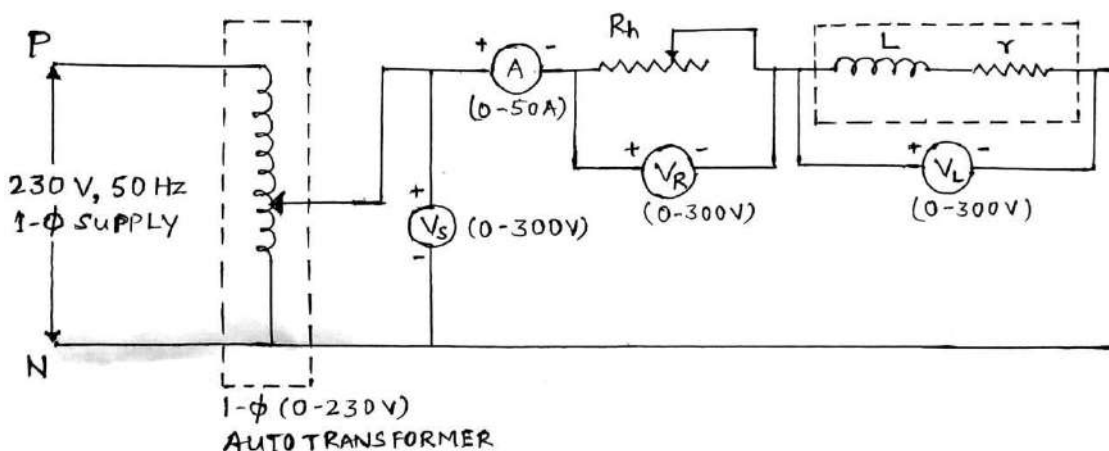 P
230 V, 50 Hz
1-ϕ SUPPLY
N
1-ϕ (0-230V)
AUTO TRANSFORMER
+
Vs
-
(0-300V)
+ A -
(0-50A)
Rh
+ VR -
(0-300V)
L r
+ VL -
(0-300V)